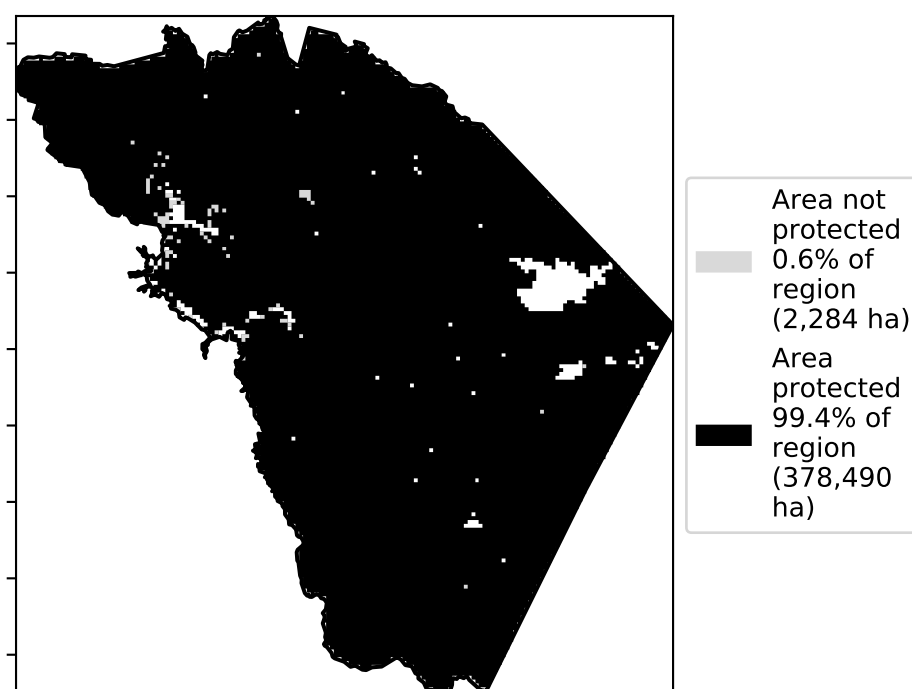 Area not
protected
0.6% of
region
(2,284 ha)
Area
protected
99.4% of
region
(378,490
ha)